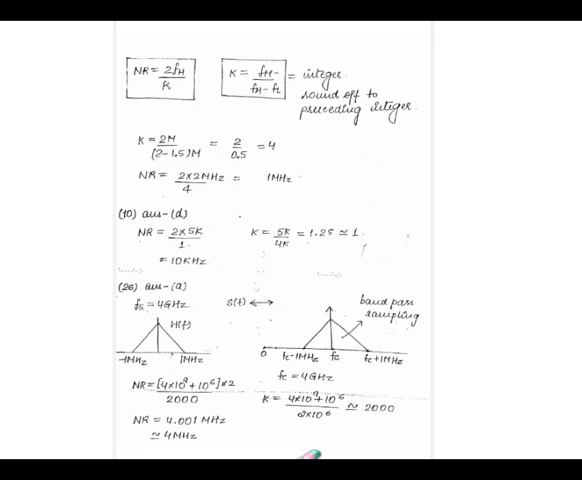 NR = 2fH/K    K = fH/(fH - fL) = integer
round off to
preceding integer.
K = 2M/(2-1.5)M = 2/0.5 = 4
NR = 2×2MHz/4 = 1MHz
(10) ans-(d)
NR = 2×5K/1    K = 5K/4K = 1.25 ≃ 1.
= 10KHz
(26) ans-(a)
fs = 4GHz    S(t) ↔    band pass
sampling
H(f)
-1MHz    1MHz    0    fc-1MHz    fc    fc+1MHz
fc = 4GHz
NR = [4×10⁹+10⁶]×2/2000    K = 4×10⁹+10⁶/2×10⁶ ≃ 2000
NR = 4.001 MHz
≃ 4MHz